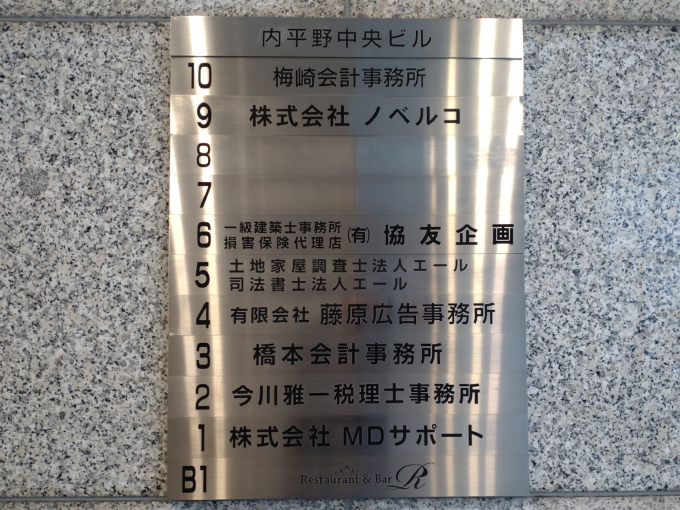 内平野中央ビル
10 梅崎会計事務所
9 株式会社 ノベルコ
8
7
6 一級建築士事務所 損害保険代理店 (有) 協友企画
5 土地家屋調査士法人エール
司法書士法人エール
4 有限会社 藤原広告事務所
3 橋本会計事務所
2 今川雅一税理士事務所
1 株式会社 MDサポート
B1 Restaurant & Bar R